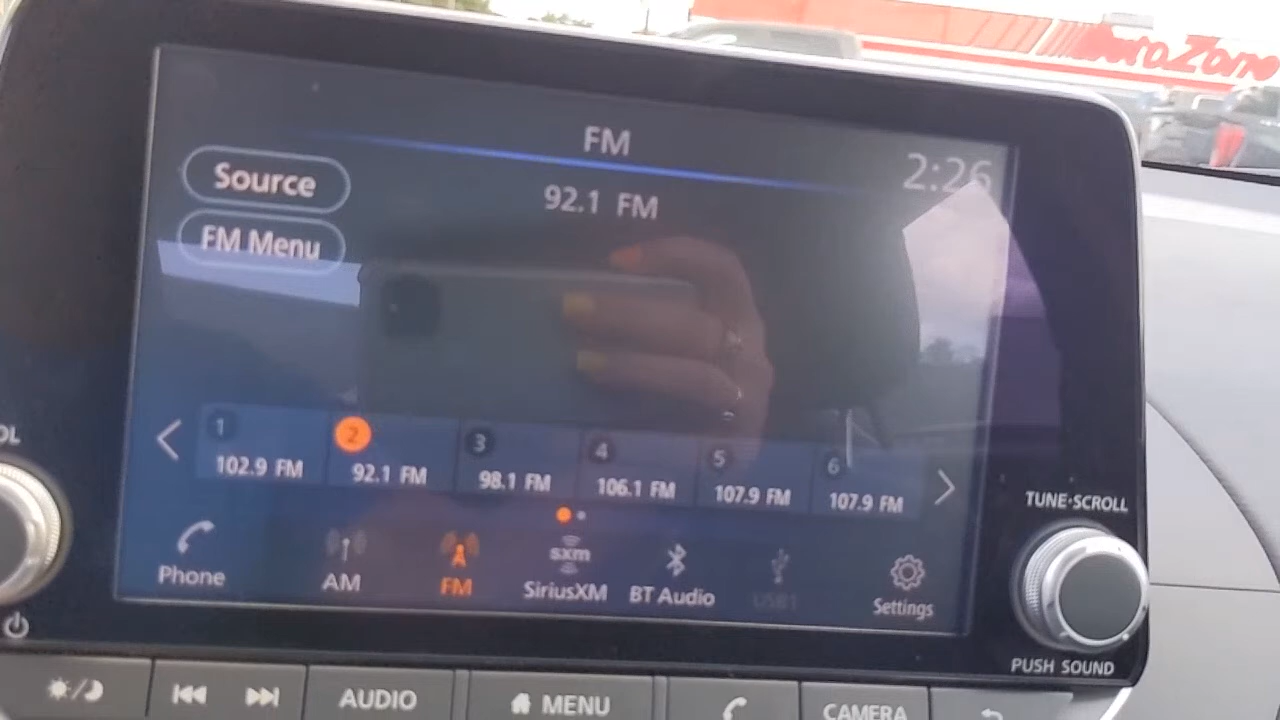 AutoZone
FM
2:26
Source
92.1 FM
FM Menu
1
2
3
4
5
6
102.9 FM
92.1 FM
98.1 FM
106.1 FM
107.9 FM
107.9 FM
TUNE·SCROLL
sxm
Phone
AM
FM
SiriusXM
BT Audio
USB1
Settings
PUSH SOUND
AUDIO
MENU
CAMERA